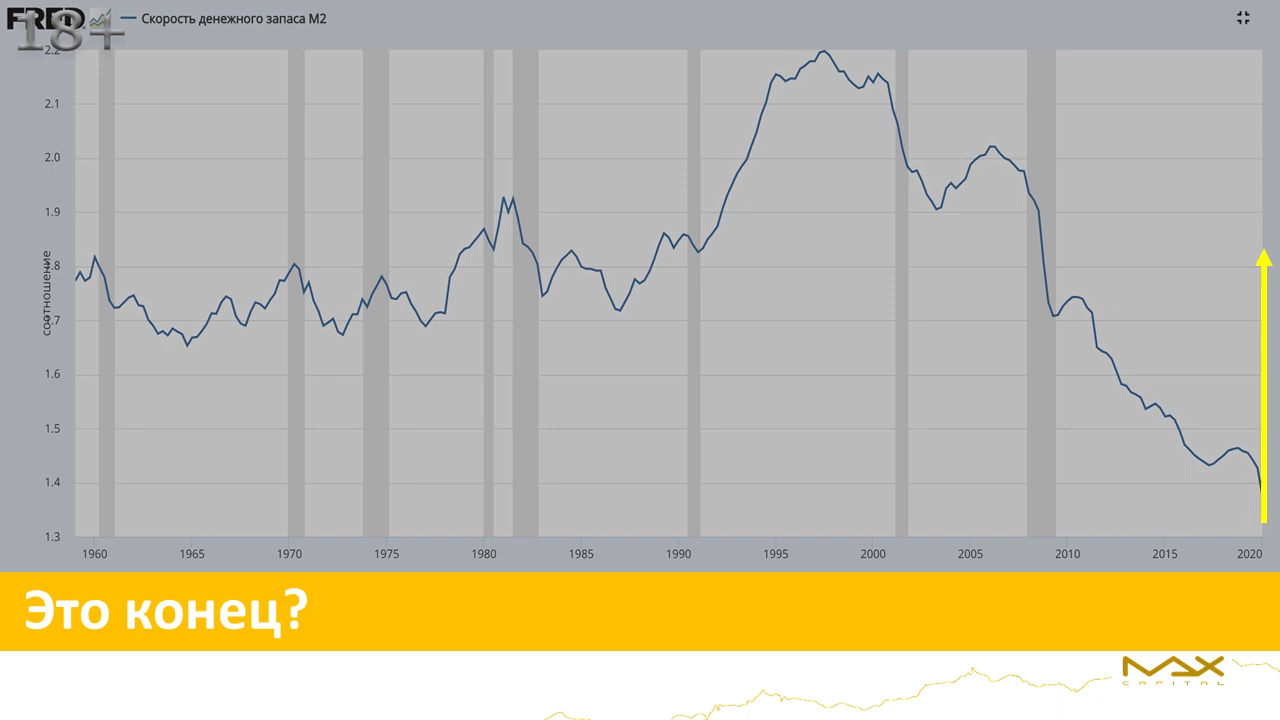 FRED
Скорость денежного запаса М2
18+
2.2
2.1
2.0
1.9
1.8
1.7
1.6
1.5
1.4
1.3
соотношение
1960 1965 1970 1975 1980 1985 1990 1995 2000 2005 2010 2015 2020
Это конец?
MAX
CAPITAL